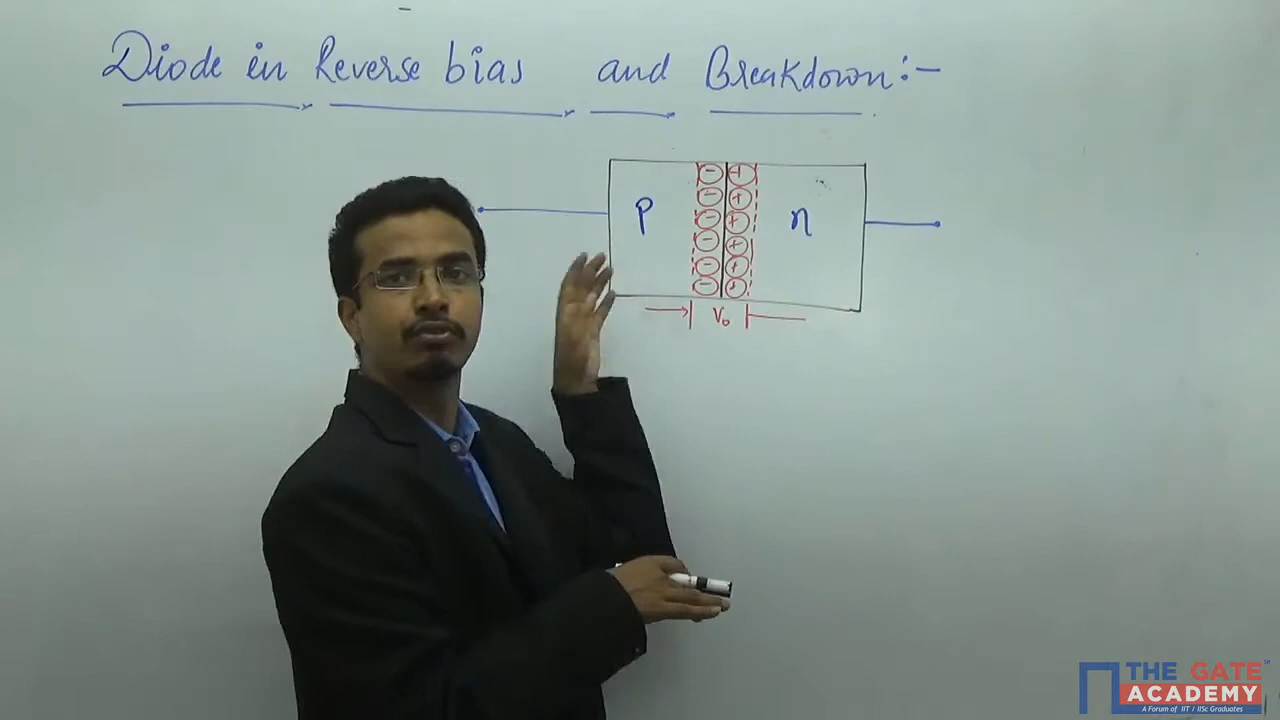 Diode in Reverse bias and Breakdown:-
p n
- +
- +
- +
- +
- +
- +
V₀
THE GATE
ACADEMY
A Forum of IIT / IISc Graduates